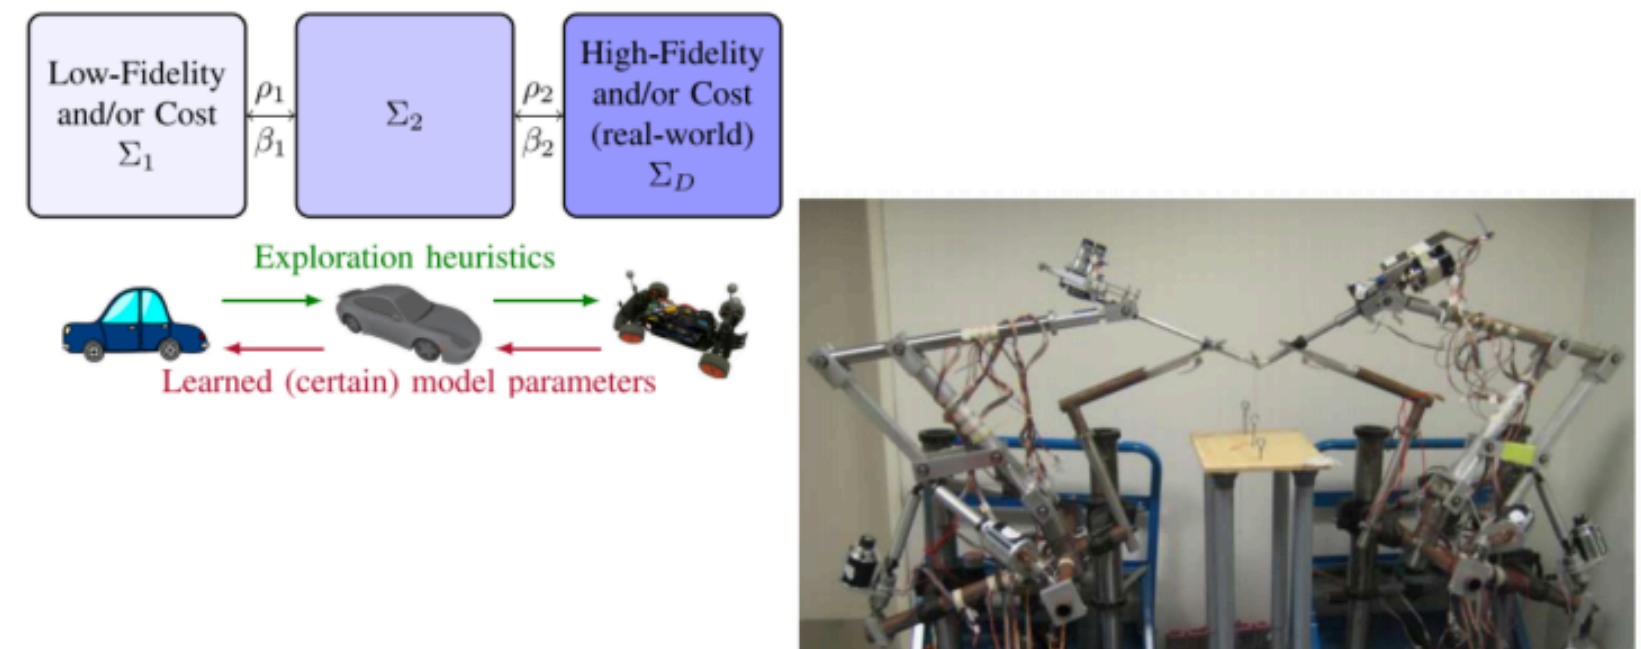 Low-Fidelity
and/or Cost
Σ₁
ρ₁
β₁
Σ₂
ρ₂
β₂
High-Fidelity
and/or Cost
(real-world)
Σ_D
Exploration heuristics
Learned (certain) model parameters